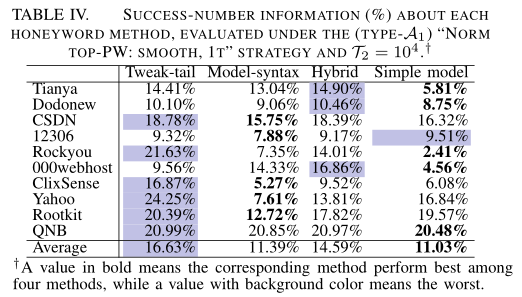 TABLE IV. SUCCESS-NUMBER INFORMATION (%) ABOUT EACH
HONEYWORD METHOD, EVALUATED UNDER THE (TYPE-𝒜₁) “NORM
TOP-PW: SMOOTH, 1T” STRATEGY AND 𝒯₂ = 10⁴.†
Tweak-tail Model-syntax Hybrid Simple model
Tianya 14.41% 13.04% 14.90% 5.81%
Dodonew 10.10% 9.06% 10.46% 8.75%
CSDN 18.78% 15.75% 18.39% 16.32%
12306 9.32% 7.88% 9.17% 9.51%
Rockyou 21.63% 7.35% 14.01% 2.41%
000webhost 9.56% 14.33% 16.86% 4.56%
ClixSense 16.87% 5.27% 9.52% 6.08%
Yahoo 24.25% 7.61% 13.81% 16.84%
Rootkit 20.39% 12.72% 17.82% 19.57%
QNB 20.99% 20.85% 20.97% 20.48%
Average 16.63% 11.39% 14.59% 11.03%
†A value in bold means the corresponding method perform best among
four methods, while a value with background color means the worst.